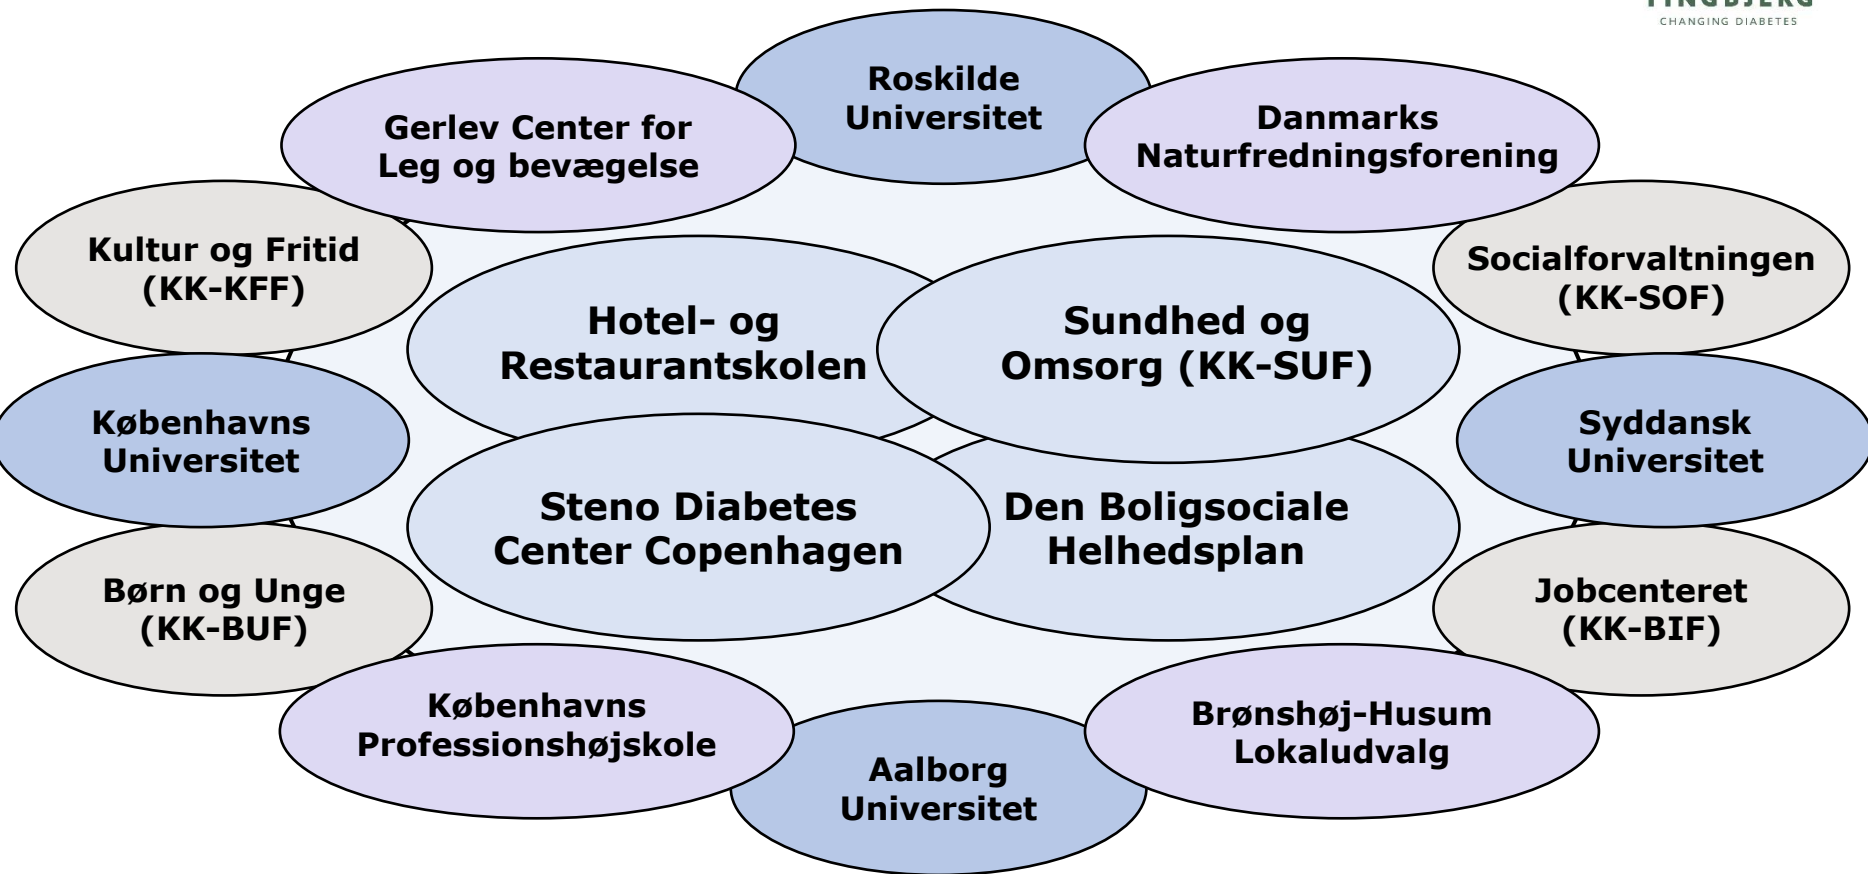 TINGBJERG
CHANGING DIABETES
Roskilde
Universitet
Gerlev Center for
Leg og bevægelse
Danmarks
Naturfredningsforening
Kultur og Fritid
(KK-KFF)
Socialforvaltningen
(KK-SOF)
Hotel- og
Restaurantskolen
Sundhed og
Omsorg (KK-SUF)
Københavns
Universitet
Syddansk
Universitet
Steno Diabetes
Center Copenhagen
Den Boligsociale
Helhedsplan
Børn og Unge
(KK-BUF)
Jobcenteret
(KK-BIF)
Københavns
Professionshøjskole
Brønshøj-Husum
Lokaludvalg
Aalborg
Universitet